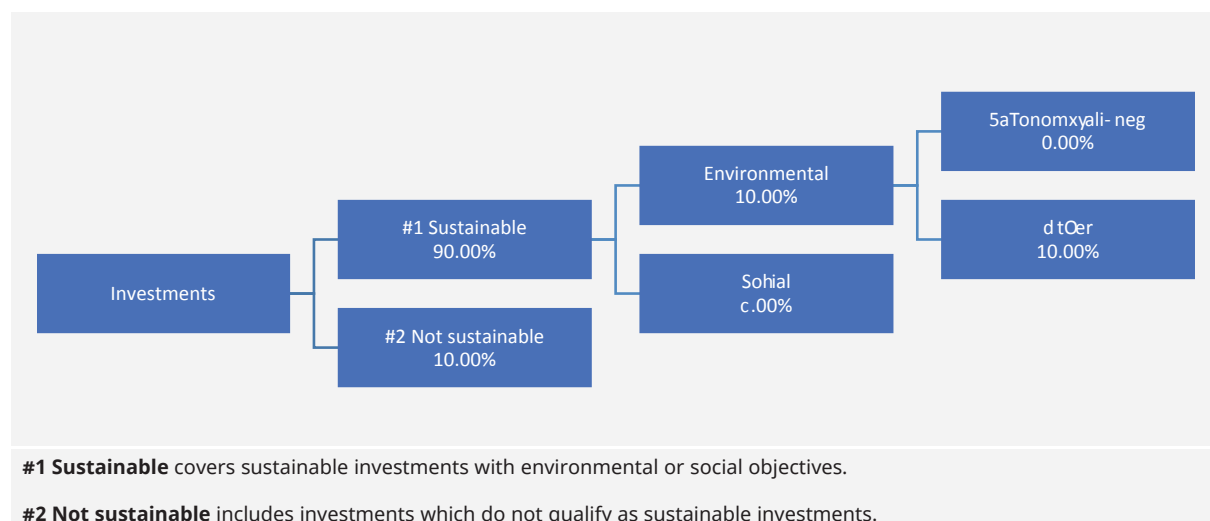 5aTonomxyali- neg
0.00%
Environmental
10.00%
#1 Sustainable
90.00%
d tOer
10.00%
Investments
Sohial
c.00%
#2 Not sustainable
10.00%
#1 Sustainable covers sustainable investments with environmental or social objectives.
#2 Not sustainable includes investments which do not qualify as sustainable investments.